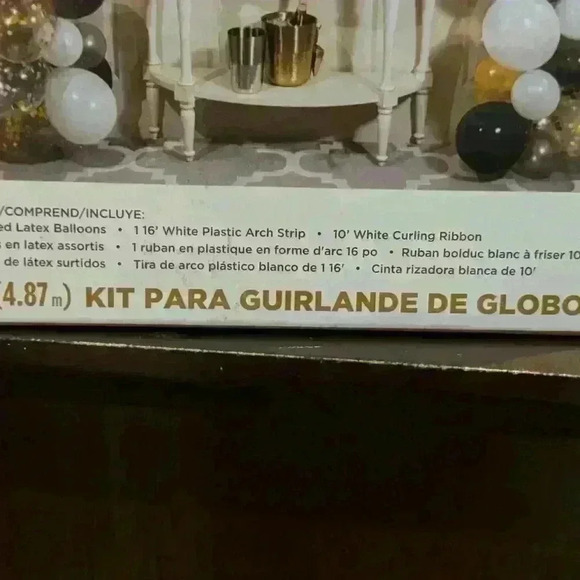 /COMPREND/INCLUYE:
ed Latex Balloons • 1 16' White Plastic Arch Strip • 10' White Curling Ribbon
en latex assortis • 1 ruban en plastique en forme d'arc 16 po • Ruban bolduc blanc à friser 10
de látex surtidos • Tira de arco plástico blanco de 1 16' • Cinta rizadora blanca de 10'
(4.87 m) KIT PARA GUIRLANDE DE GLOBO